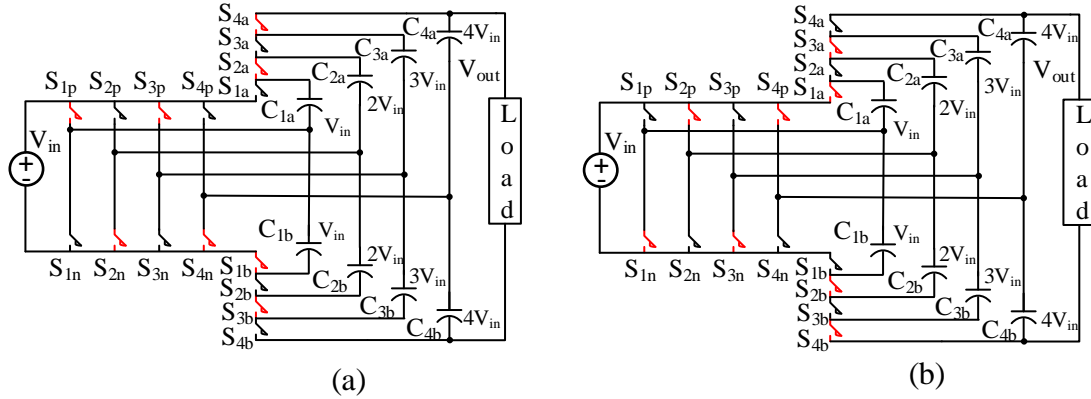 S4a
S3a
S2a
S1a
C4a
4Vin
C3a
C2a
3Vin
2Vin
C1a
Vin
Vout
S1p S2p S3p S4p
Vin
Load
S1n S2n S3n S4n
C1b
Vin
2Vin
3Vin
4Vin
S1b
S2b
S3b
S4b
C2b
C3b
C4b
(a)
S4a
S3a
S2a
S1a
C4a
4Vin
C3a
C2a
3Vin
2Vin
C1a
Vin
Vout
S1p S2p S3p S4p
Vin
Load
S1n S2n S3n S4n
C1b
Vin
2Vin
3Vin
4Vin
S1b
S2b
S3b
S4b
C2b
C3b
C4b
(b)